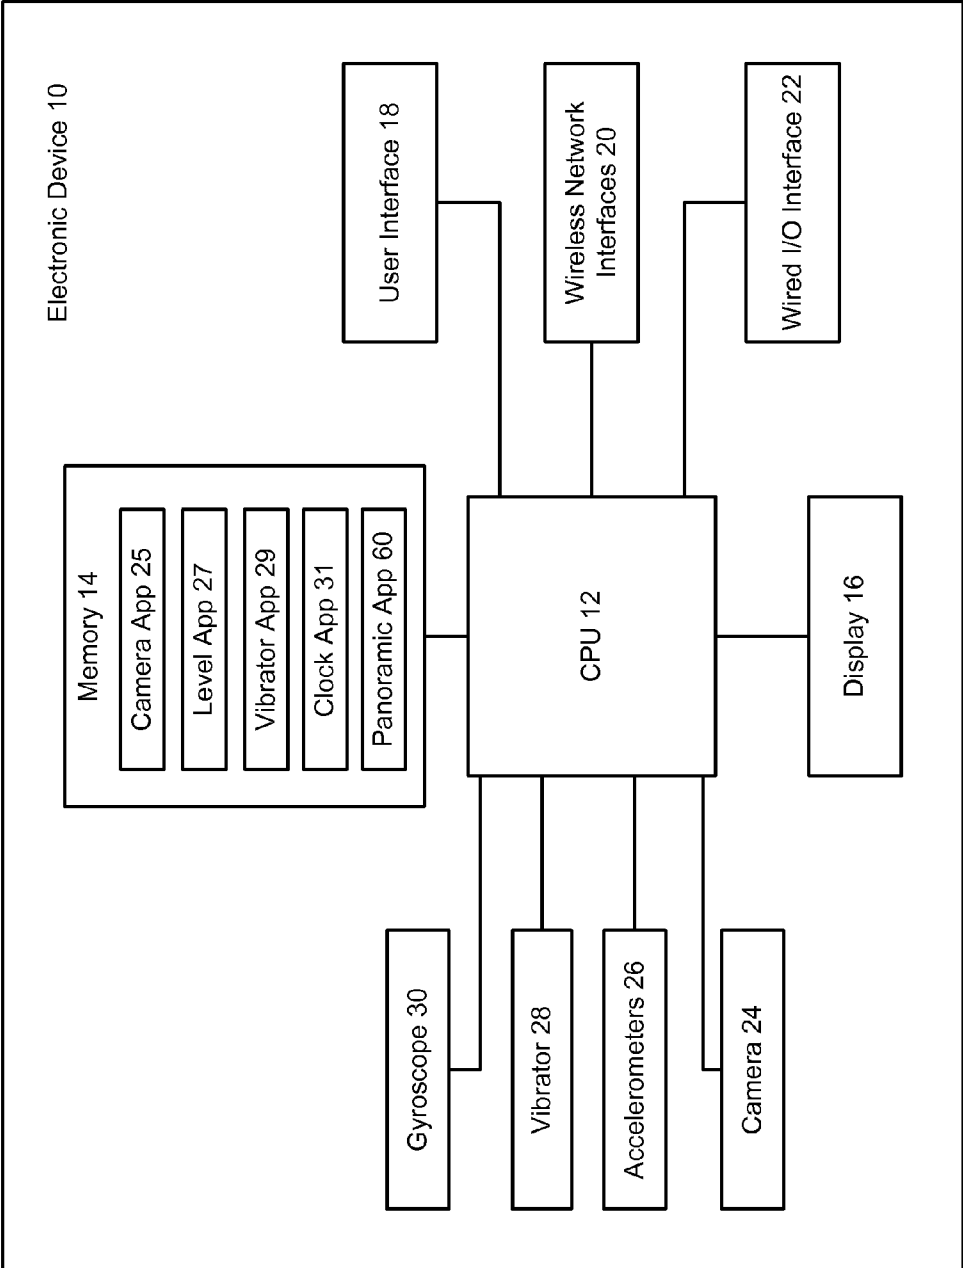 Electronic Device 10
Memory 14
Camera App 25
Level App 27
Vibrator App 29
Clock App 31
Panoramic App 60
Gyroscope 30
Vibrator 28
Accelerometers 26
Camera 24
CPU 12
User Interface 18
Wireless Network
Interfaces 20
Wired I/O Interface 22
Display 16